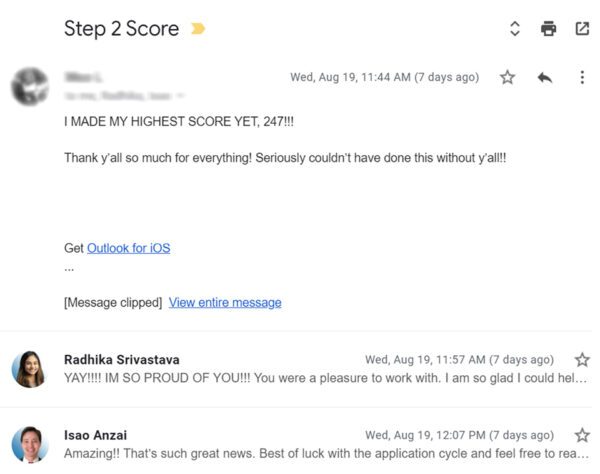 Step 2 Score
Wed, Aug 19, 11:44 AM (7 days ago)
I MADE MY HIGHEST SCORE YET, 247!!!
Thank y'all so much for everything! Seriously couldn't have done this without y'all!!
Get Outlook for iOS
...
[Message clipped] View entire message
Radhika Srivastava
Wed, Aug 19, 11:57 AM (7 days ago)
YAY!!!! IM SO PROUD OF YOU!!! You were a pleasure to work with. I am so glad I could hel...
Isao Anzai
Wed, Aug 19, 12:07 PM (7 days ago)
Amazing!! That's such great news. Best of luck with the application cycle and feel free to rea...